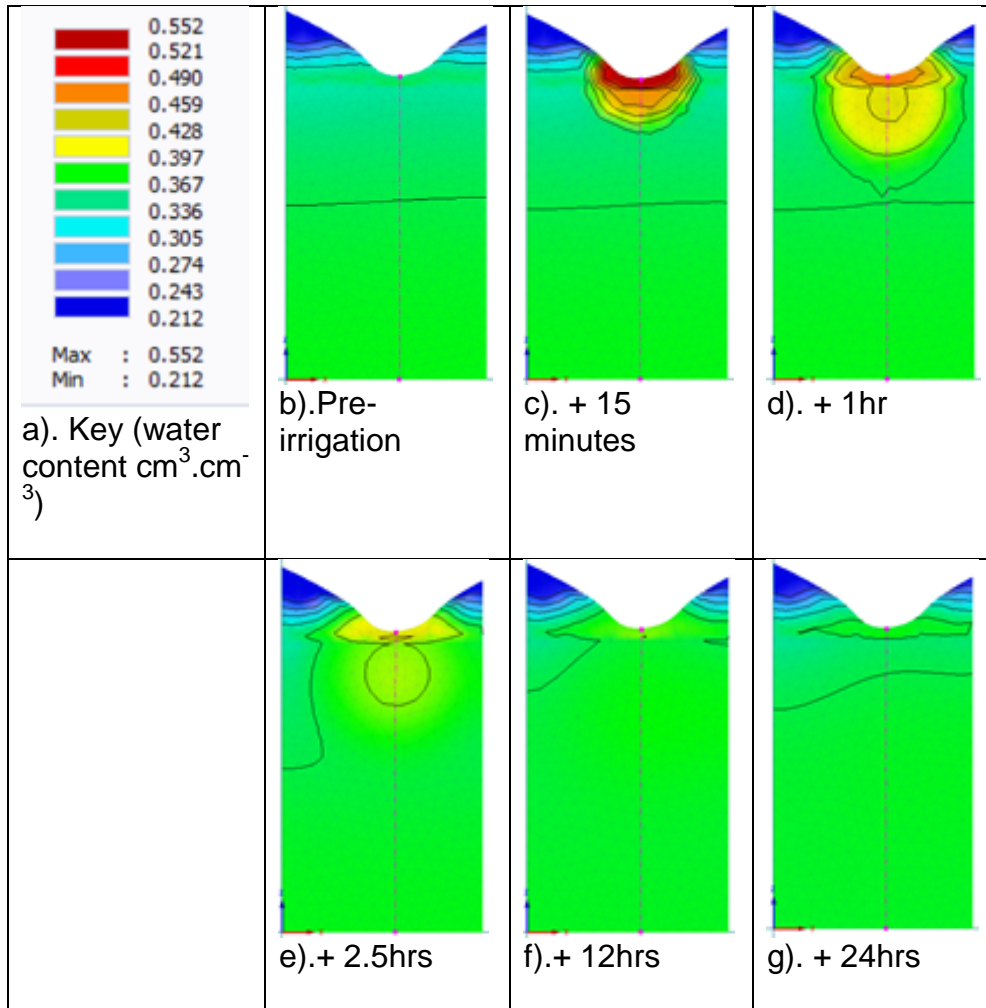 0.552
0.521
0.490
0.459
0.428
0.397
0.367
0.336
0.305
0.274
0.243
0.212
Max : 0.552
Min : 0.212
a). Key (water
content cm³.cm⁻
³)
b).Pre-
irrigation
c). + 15
minutes
d). + 1hr
e).+ 2.5hrs
f).+ 12hrs
g). + 24hrs